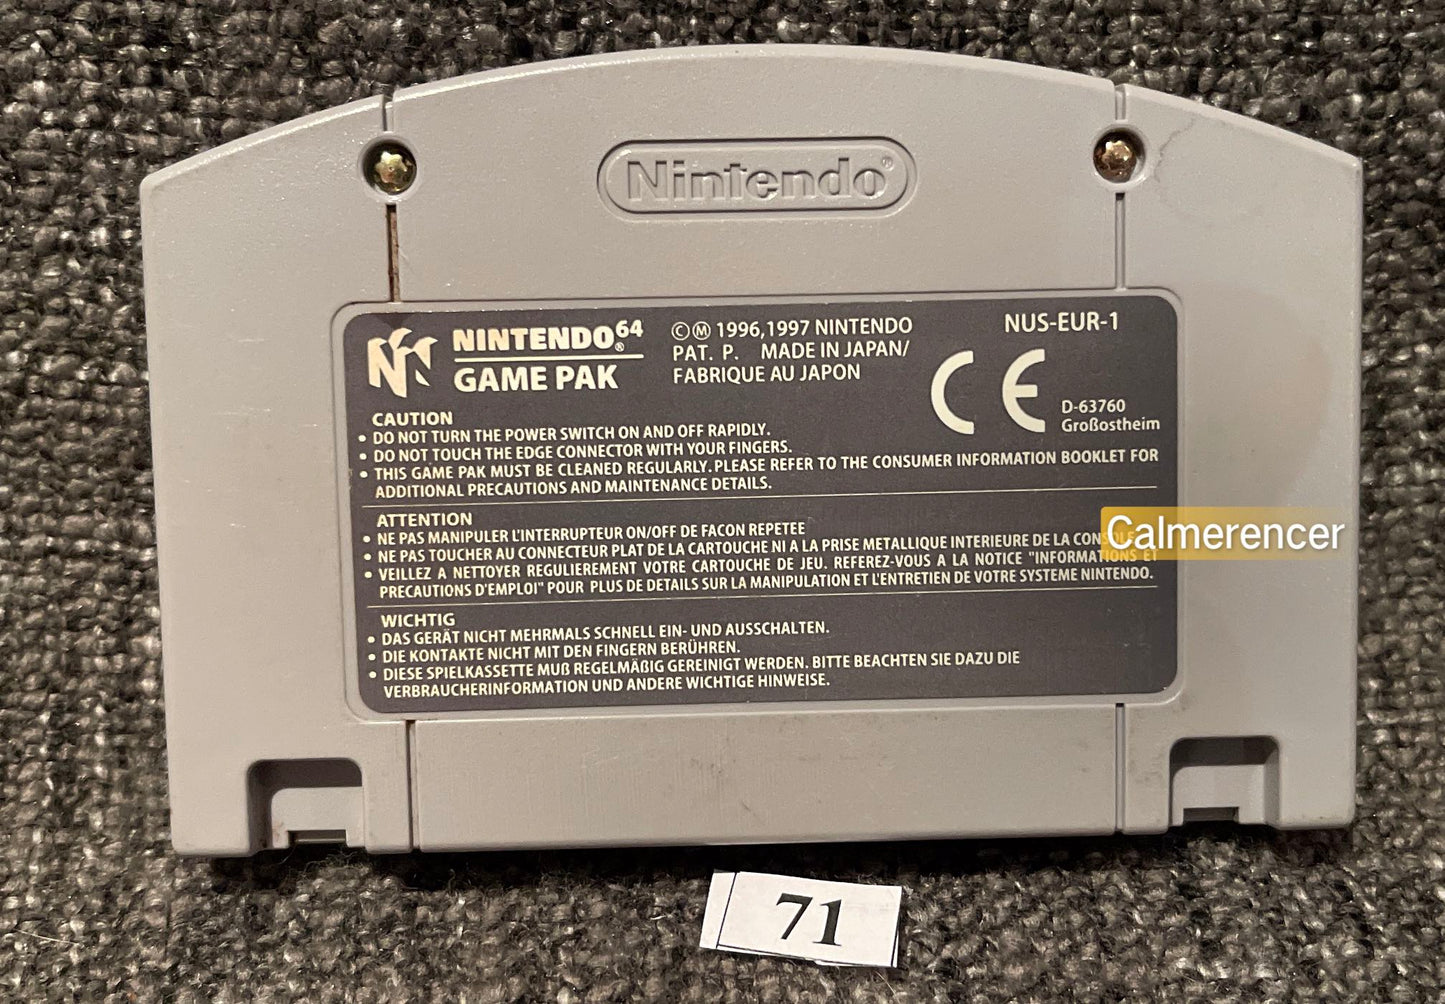 Nintendo®
NINTENDO64®
GAME PAK
©Ⓜ 1996,1997 NINTENDO
PAT. P. MADE IN JAPAN/
FABRIQUE AU JAPON
NUS-EUR-1
CE
D-63760
Großostheim
CAUTION
• DO NOT TURN THE POWER SWITCH ON AND OFF RAPIDLY.
• DO NOT TOUCH THE EDGE CONNECTOR WITH YOUR FINGERS.
• THIS GAME PAK MUST BE CLEANED REGULARLY. PLEASE REFER TO THE CONSUMER INFORMATION BOOKLET FOR
ADDITIONAL PRECAUTIONS AND MAINTENANCE DETAILS.
ATTENTION
• NE PAS MANIPULER L'INTERRUPTEUR ON/OFF DE FACON REPETEE
• NE PAS TOUCHER AU CONNECTEUR PLAT DE LA CARTOUCHE NI A LA PRISE METALLIQUE INTERIEURE DE LA
• VEILLEZ A NETTOYER REGULIEREMENT VOTRE CARTOUCHE DE JEU. REFEREZ-VOUS A LA NOTICE "INFORMATIONS ET
PRECAUTIONS D'EMPLOI" POUR PLUS DE DETAILS SUR LA MANIPULATION ET L'ENTRETIEN DE VOTRE SYSTEME NINTENDO.
Calmerencer
WICHTIG
• DAS GERÄT NICHT MEHRMALS SCHNELL EIN- UND AUSSCHALTEN.
• DIE KONTAKTE NICHT MIT DEN FINGERN BERÜHREN.
• DIESE SPIELKASSETTE MUß REGELMÄßIG GEREINIGT WERDEN. BITTE BEACHTEN SIE DAZU DIE
VERBRAUCHERINFORMATION UND ANDERE WICHTIGE HINWEISE.
71